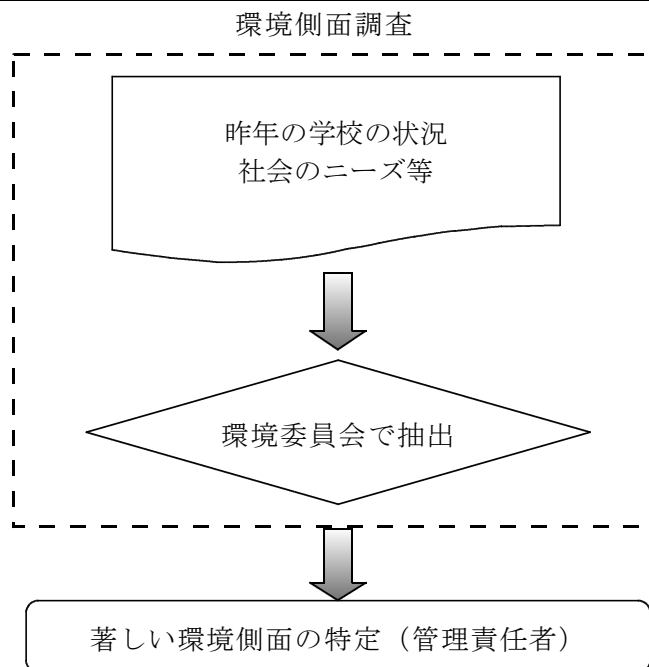 環境側面調査
昨年の学校の状況
社会のニーズ等
環境委員会で抽出
著しい環境側面の特定（管理責任者）